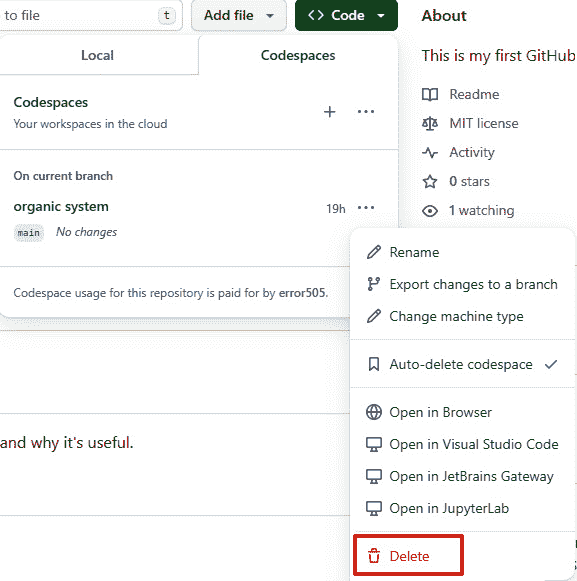 to file t Add file Code
About
Local Codespaces
This is my first GitHub
Codespaces
Your workspaces in the cloud
Readme
MIT license
Activity
0 stars
1 watching
On current branch
organic system 19h
main No changes
Codespace usage for this repository is paid for by error505.
Rename
Export changes to a branch
Change machine type
Auto-delete codespace
Open in Browser
Open in Visual Studio Code
Open in JetBrains Gateway
Open in JupyterLab
Delete
and why it's useful.